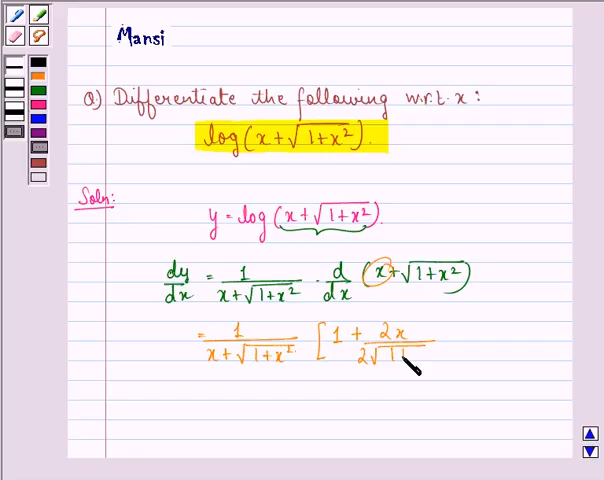 Mansi
Q) Differentiate the following w.r.t. x :
log(x+√1+x²).
Soln:
y = log(x+√1+x²).
dy/dx = 1/(x+√1+x²) · d/dx (x+√1+x²)
= 1/(x+√1+x²) [1 + 2x/(2√11